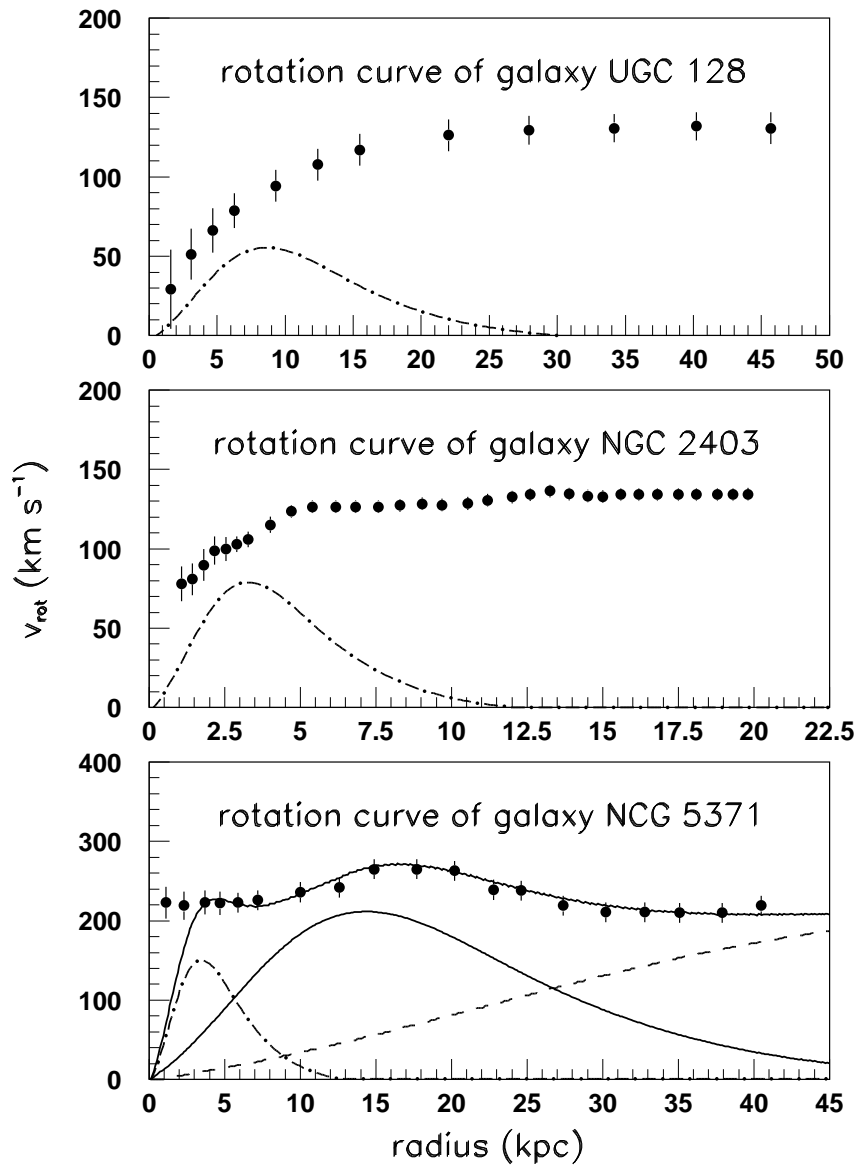 200
rotation curve of galaxy UGC 128
150
100
50
0
0 5 10 15 20 25 30 35 40 45 50
200
rotation curve of galaxy NGC 2403
150
100
50
0
0 2.5 5 7.5 10 12.5 15 17.5 20 22.5
v_rot (km s⁻¹)
400
rotation curve of galaxy NCG 5371
300
200
100
0
0 5 10 15 20 25 30 35 40 45
radius (kpc)